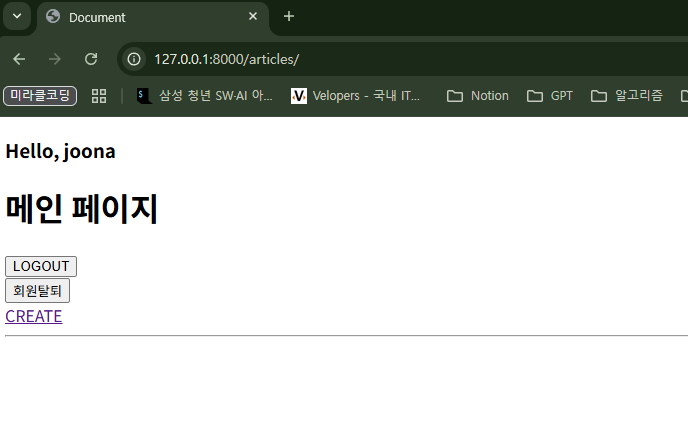 Document
127.0.0.1:8000/articles/
미라클코딩
삼성 청년 SW·AI 아...
Velopers - 국내 IT...
Notion
GPT
알고리즘
Hello, joona
메인 페이지
LOGOUT
회원탈퇴
CREATE